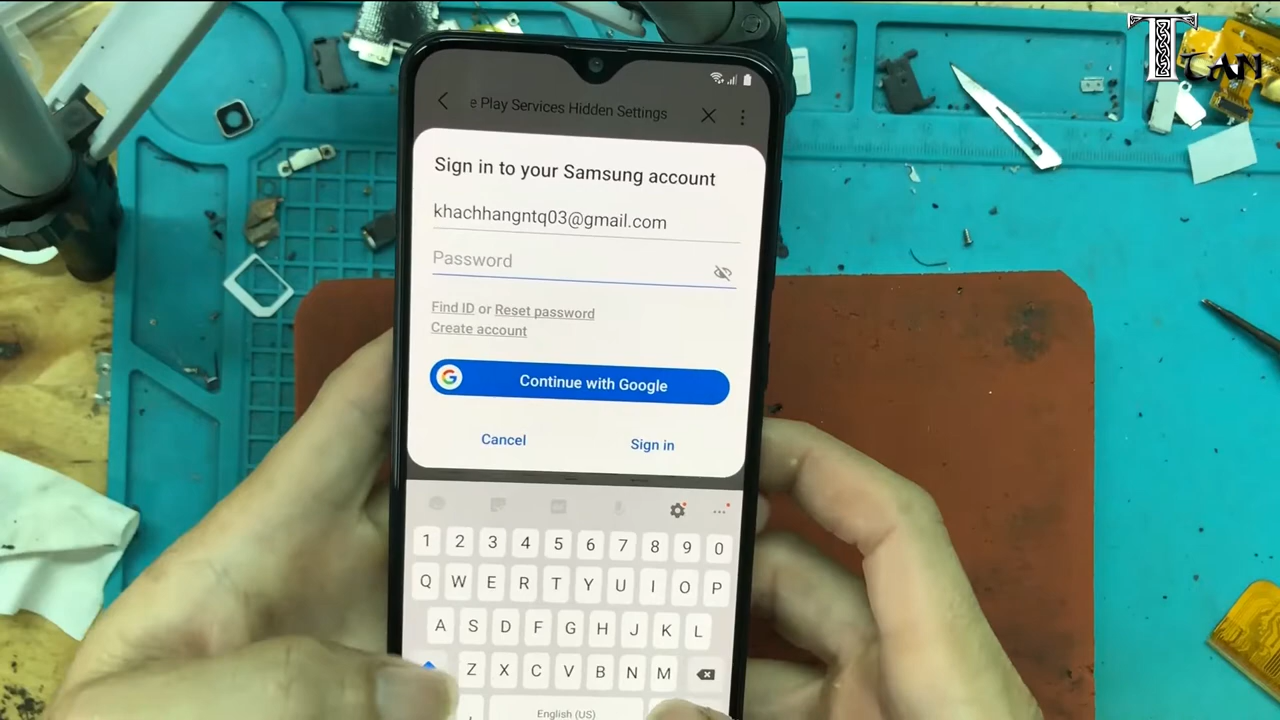 T
CAN
e Play Services Hidden Settings
Sign in to your Samsung account
khachhangntq03@gmail.com
Password
Find ID or Reset password
Create account
G Continue with Google
Cancel Sign in
1 2 3 4 5 6 7 8 9 0
Q W E R T Y U I O P
A S D F G H J K L
Z X C V B N M
English (US)